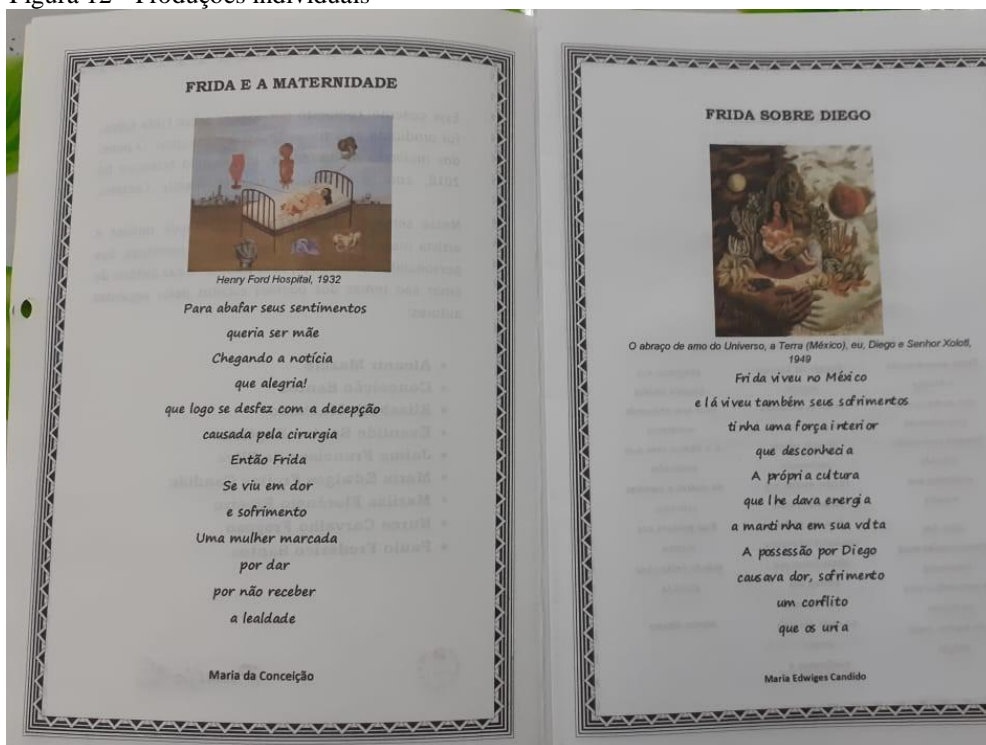 Figura 12 - Produções individuais
FRIDA E A MATERNIDADE
Henry Ford Hospital, 1932
Para abafar seus sentimentos
queria ser mãe
Chegando a notícia
que alegria!
que logo se desfez com a decepção
causada pela cirurgia
Então Frida
Se viu em dor
e sofrimento
Uma mulher marcada
por dar
por não receber
a lealdade
Maria da Conceição
FRIDA SOBRE DIEGO
O abraço de amo do Universo, a Terra (México), eu, Diego e Senhor Xolotl,
1949
Frida viveu no México
e lá viveu também seus sofrimentos
tinha uma força interior
que desconhecia
A própria cultura
que lhe dava energia
a mantinha em sua volta
A possessão por Diego
causava dor, sofrimento
um conflito
que os unia
Maria Edwiges Candido